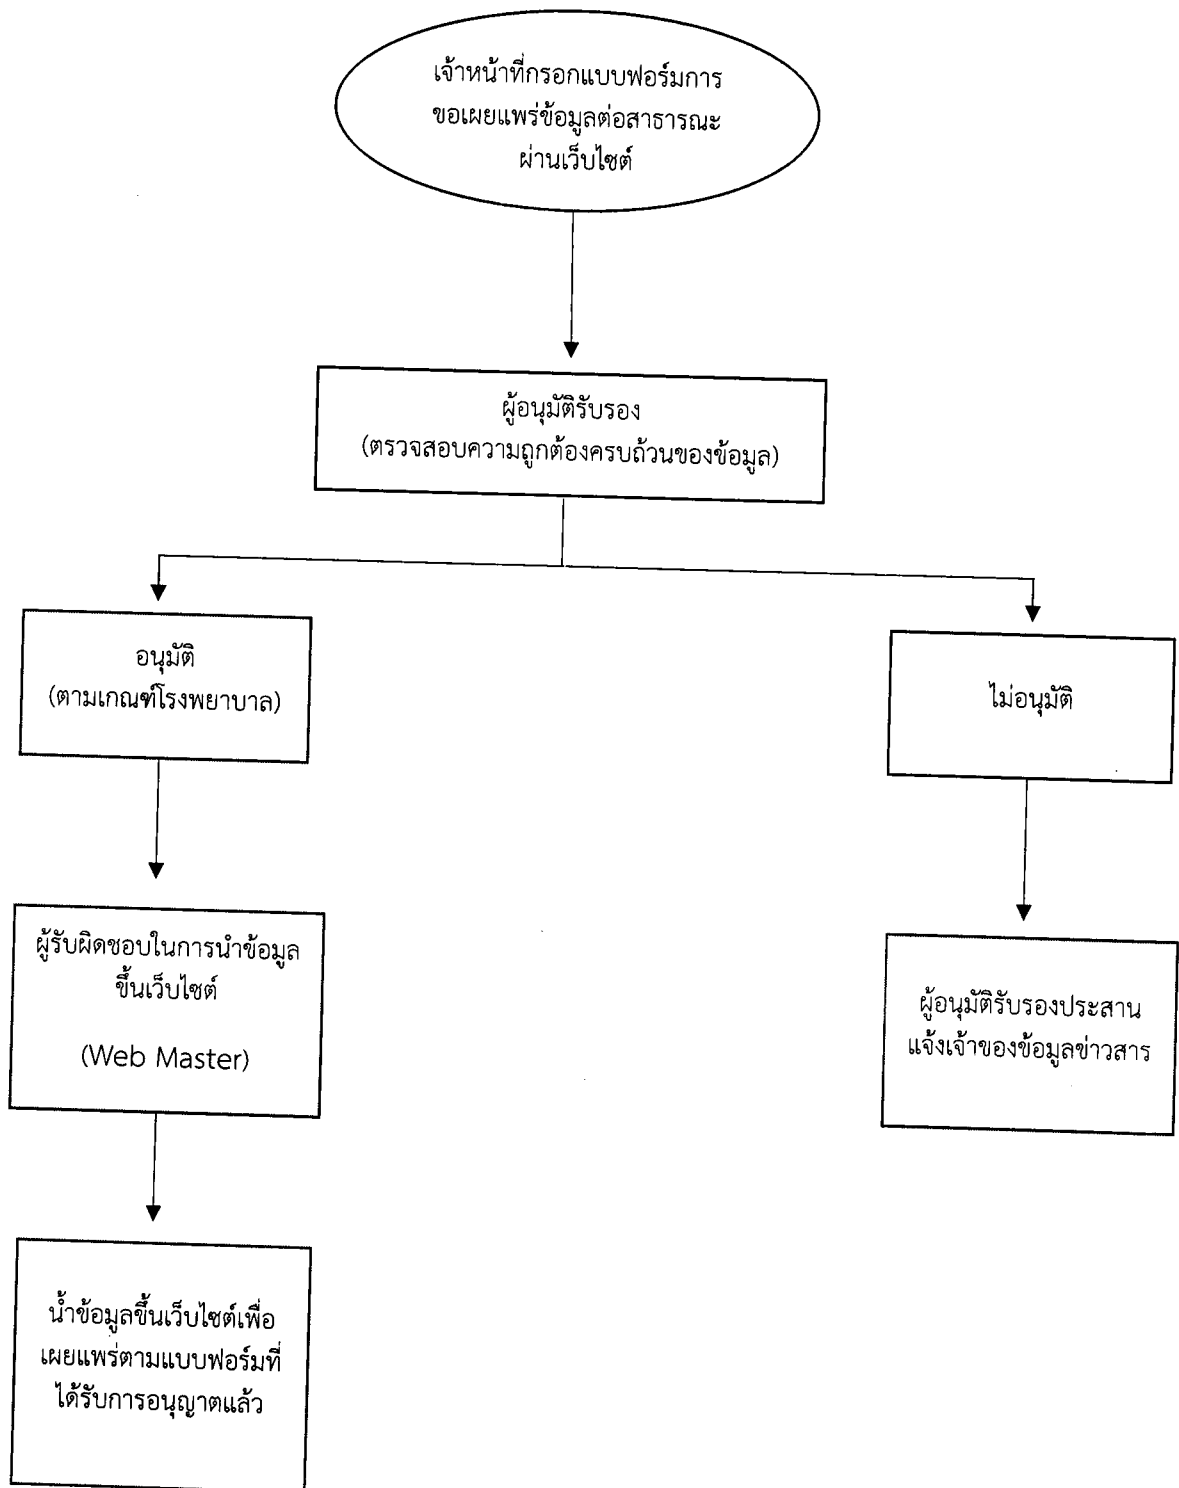 เจ้าหน้าที่กรอกแบบฟอร์มการ
ขอเผยแพร่ข้อมูลต่อสาธารณะ
ผ่านเว็บไซต์
ผู้อนุมัติรับรอง
(ตรวจสอบความถูกต้องครบถ้วนของข้อมูล)
อนุมัติ
(ตามเกณฑ์โรงพยาบาล)
ไม่อนุมัติ
ผู้รับผิดชอบในการนำข้อมูล
ขึ้นเว็บไซต์
(Web Master)
ผู้อนุมัติรับรองประสาน
แจ้งเจ้าของข้อมูลข่าวสาร
น้ำข้อมูลขึ้นเว็บไซต์เพื่อ
เผยแพร่ตามแบบฟอร์มที่
ได้รับการอนุญาตแล้ว